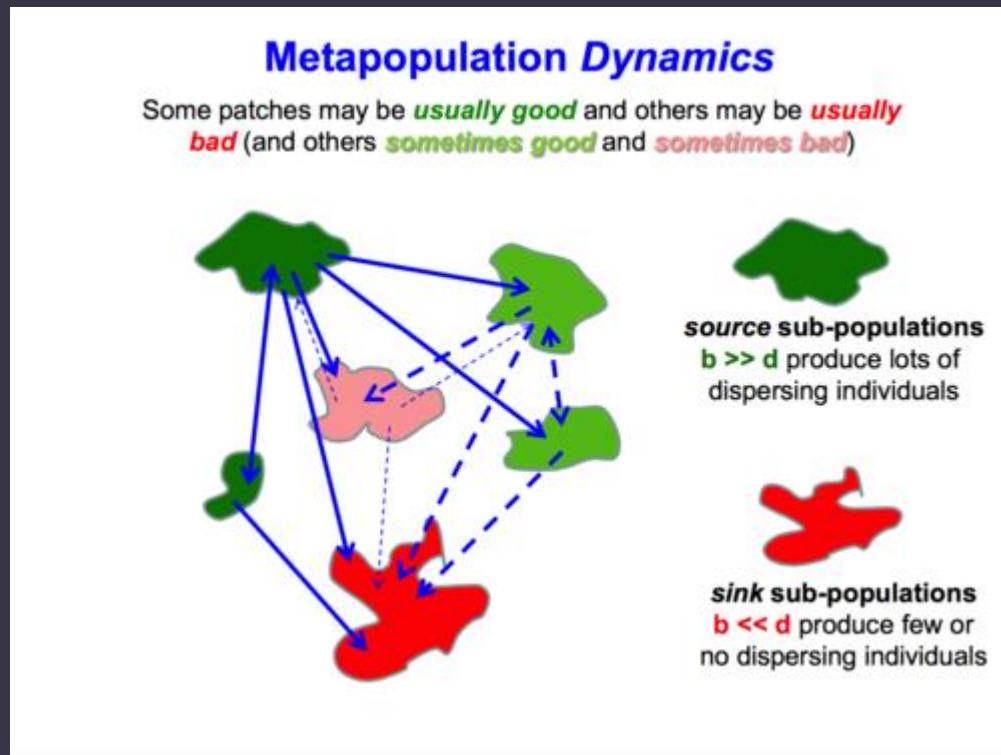 Metapopulation Dynamics
Some patches may be usually good and others may be usually
bad (and others sometimes good and sometimes bad)
source sub-populations
b >> d produce lots of
dispersing individuals
sink sub-populations
b << d produce few or
no dispersing individuals